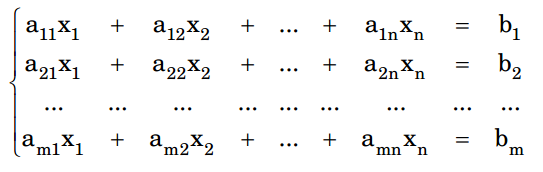 a₁₁x₁ + a₁₂x₂ + ... + a₁ₙxₙ = b₁
a₂₁x₁ + a₂₂x₂ + ... + a₂ₙxₙ = b₂
... ... ... ... ... ... ... ... ...
aₘ₁x₁ + aₘ₂x₂ + ... + aₘₙxₙ = bₘ